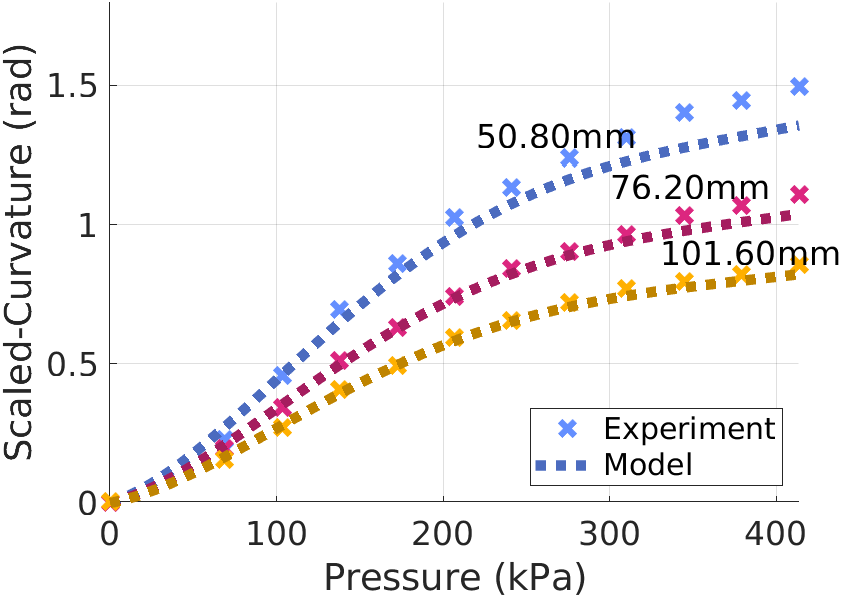 Scaled-Curvature (rad)
1.5
1
0.5
0
50.80mm
76.20mm
101.60mm
Experiment
Model
0 100 200 300 400
Pressure (kPa)